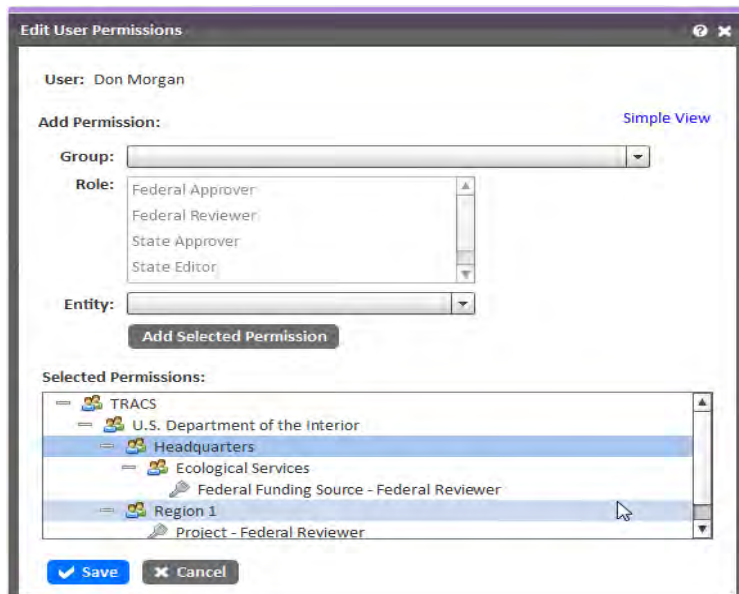 Edit User Permissions
User: Don Morgan
Add Permission:
Simple View
Group:
Role:
Federal Approver
Federal Reviewer
State Approver
State Editor
Entity:
Add Selected Permission
Selected Permissions:
TRACS
U.S. Department of the Interior
Headquarters
Ecological Services
Federal Funding Source - Federal Reviewer
Region 1
Project - Federal Reviewer
Save
Cancel